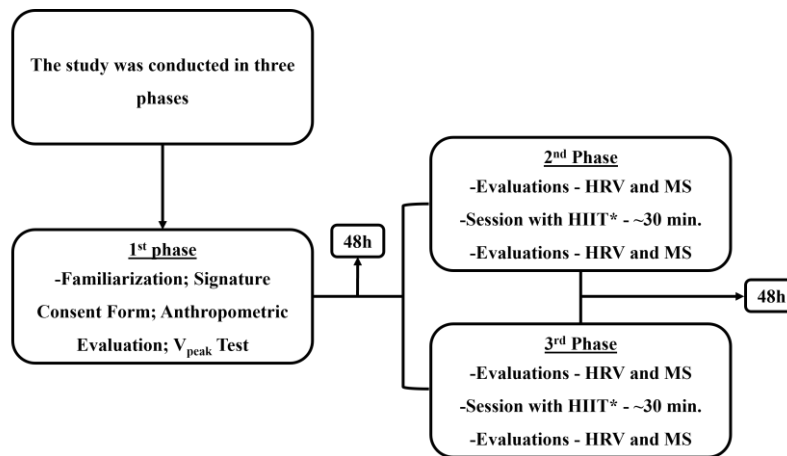 The study was conducted in three
phases
1st phase
-Familiarization; Signature
Consent Form; Anthropometric
Evaluation; Vpeak Test
48h
2nd Phase
-Evaluations - HRV and MS
-Session with HIIT* - ~30 min.
-Evaluations - HRV and MS
48h
3rd Phase
-Evaluations - HRV and MS
-Session with HIIT* - ~30 min.
-Evaluations - HRV and MS